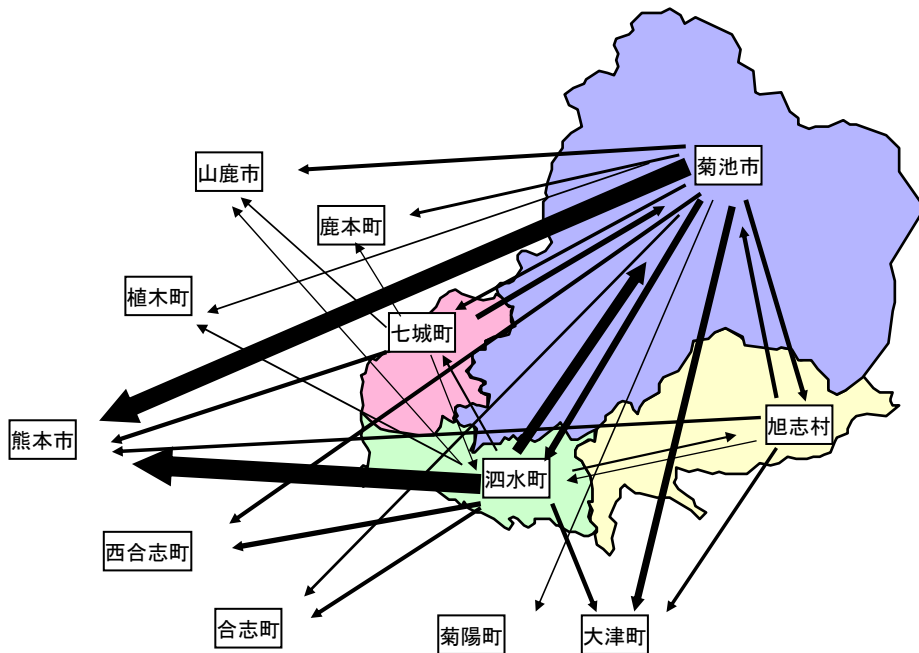 菊池市
山鹿市
鹿本町
植木町
七城町
旭志村
熊本市
泗水町
西合志町
合志町
菊陽町
大津町